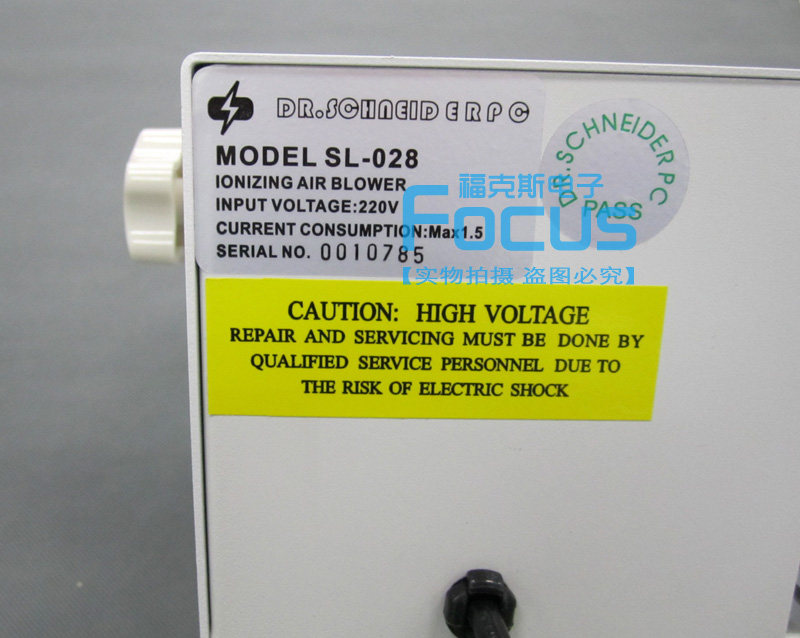 DR.SCHNEIDERPC
MODEL SL-028
IONIZING AIR BLOWER
INPUT VOLTAGE:220V
CURRENT CONSUMPTION:Max1.5
SERIAL NO. 0010785
DR.SCHNEIDER PC
PASS
福克斯电子
Focus
【实物拍摄 盗图必究】
CAUTION: HIGH VOLTAGE
REPAIR AND SERVICING MUST BE DONE BY
QUALIFIED SERVICE PERSONNEL DUE TO
THE RISK OF ELECTRIC SHOCK